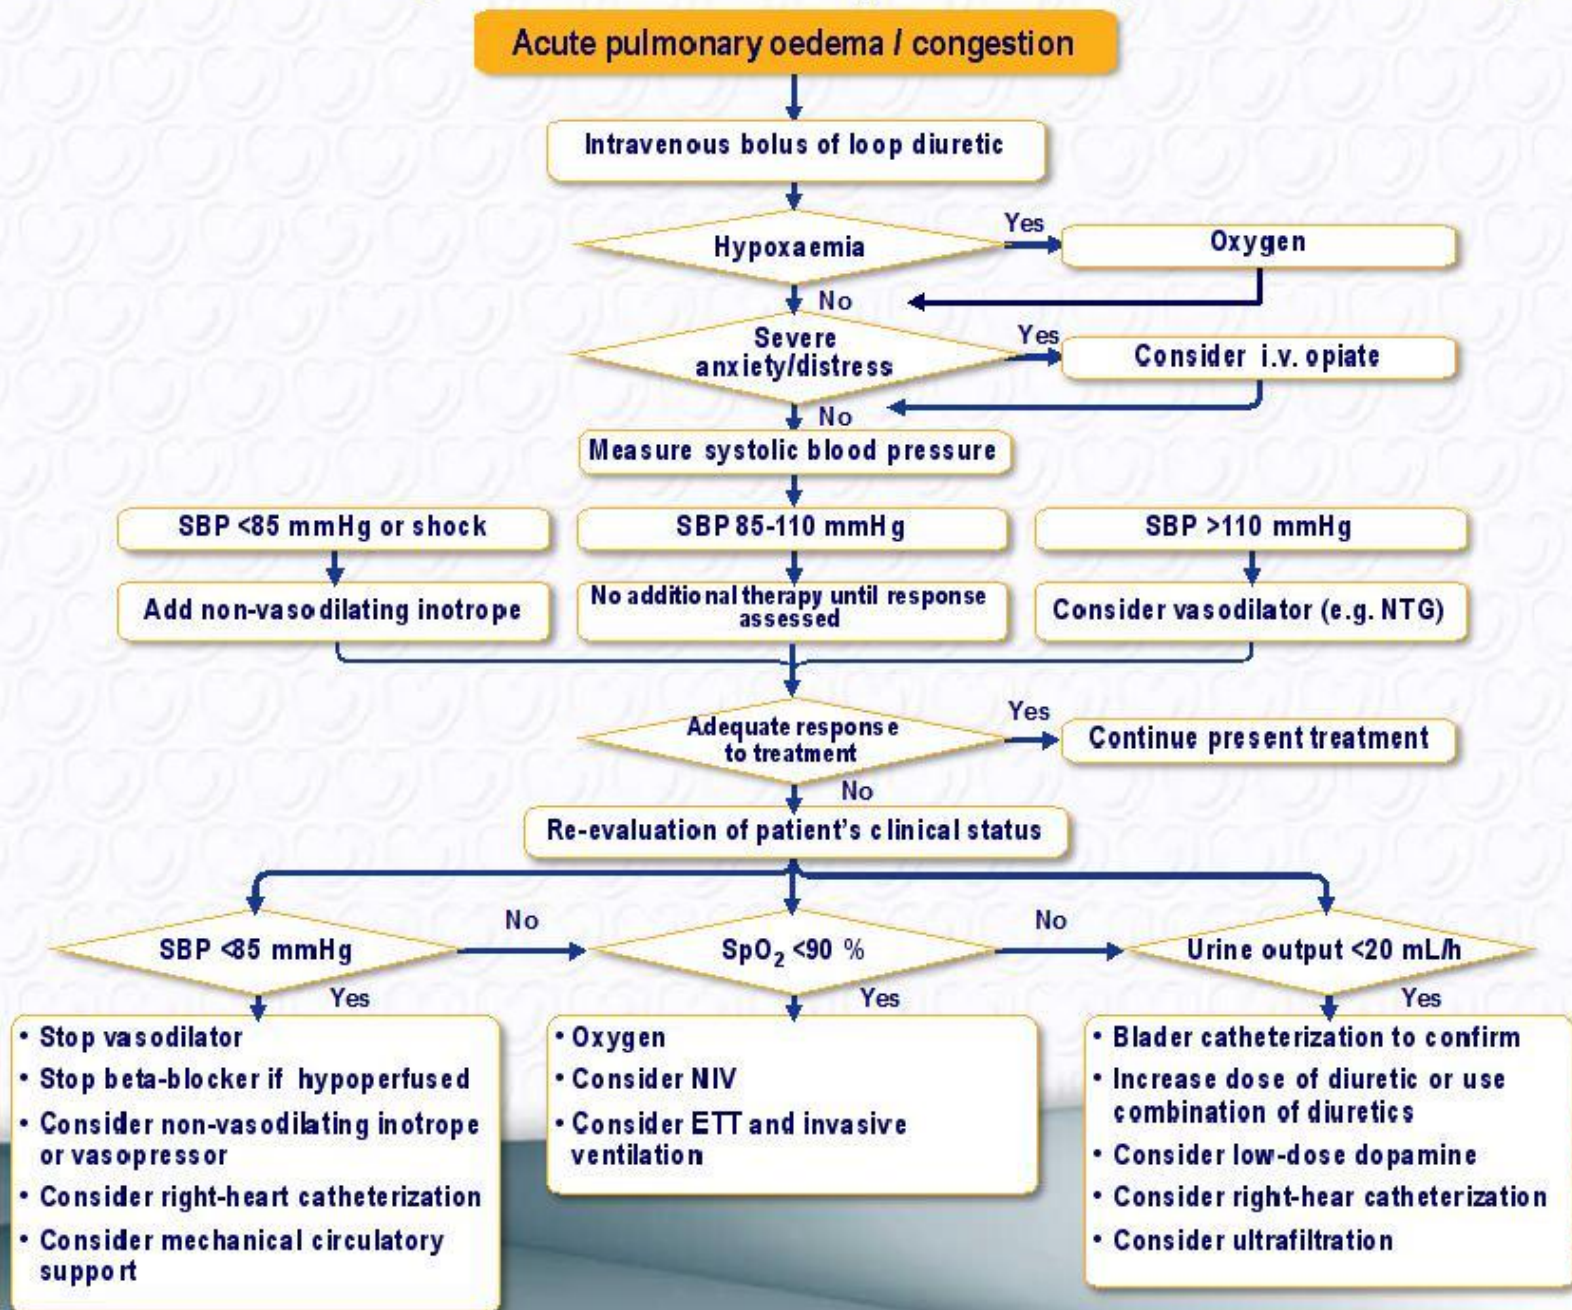 Acute pulmonary oedema / congestion
Intravenous bolus of loop diuretic
Hypoxaemia
Yes
Oxygen
No
Severe
anxiety/distress
Yes
Consider i.v. opiate
No
Measure systolic blood pressure
SBP <85 mmHg or shock
SBP 85-110 mmHg
SBP >110 mmHg
Add non-vasodilating inotrope
No additional therapy until response
assessed
Consider vasodilator (e.g. NTG)
Adequate response
to treatment
Yes
Continue present treatment
No
Re-evaluation of patient's clinical status
SBP <85 mmHg
No
SpO₂ <90 %
No
Urine output <20 mL/h
Yes
• Stop vasodilator
• Stop beta-blocker if hypoperfused
• Consider non-vasodilating inotrope
or vasopressor
• Consider right-heart catheterization
• Consider mechanical circulatory
support
Yes
• Oxygen
• Consider NIV
• Consider ETT and invasive
ventilation
Yes
• Blader catheterization to confirm
• Increase dose of diuretic or use
combination of diuretics
• Consider low-dose dopamine
• Consider right-hear catheterization
• Consider ultrafiltration